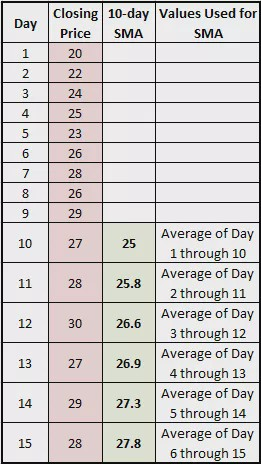 Day Closing Price 10-day SMA Values Used for SMA
1 20
2 22
3 24
4 25
5 23
6 26
7 28
8 26
9 29
10 27 25 Average of Day 1 through 10
11 28 25.8 Average of Day 2 through 11
12 30 26.6 Average of Day 3 through 12
13 27 26.9 Average of Day 4 through 13
14 29 27.3 Average of Day 5 through 14
15 28 27.8 Average of Day 6 through 15